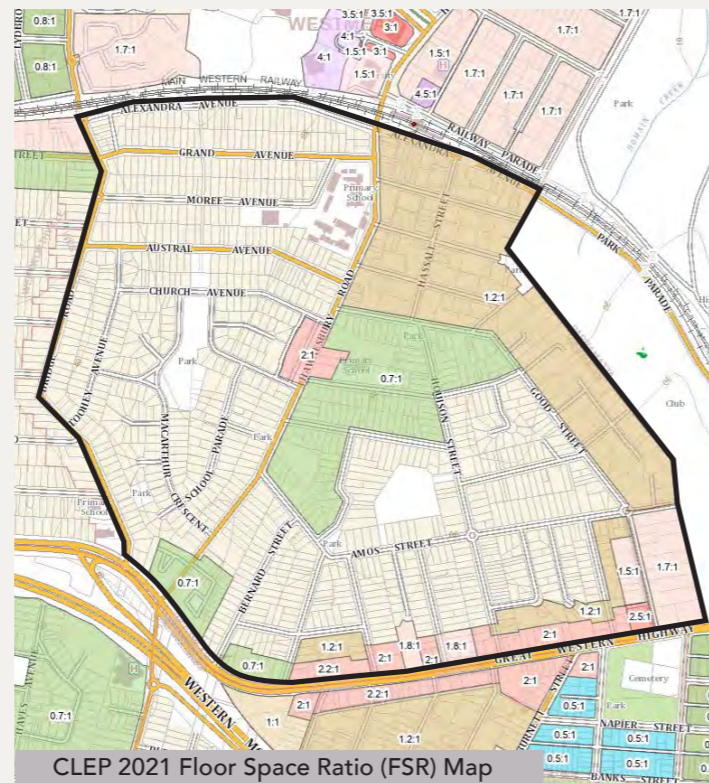 3.5:1
3.5:1
3:1
0.8:1
1.7:1
4:1
1.5:1
3:1
1.5:1
1.7:1
0.8:1
4:1
1.5:1
1.7:1
4.5:1
1.7:1
MAIN WESTERN RAILWAY
Park
CREEK
ALEXANDRA AVENUE
RAILWAY PARADE
ALEXANDRA AVENUE
GRAND AVENUE
STREET
Primary
School
MOREE AVENUE
HASSALL STREET
AUSTRAL AVENUE
PARK PARADE
Park
CHURCH AVENUE
HAWKESBURY ROAD
1.2:1
ROAD
Park
2:1
Park
Primary
School
0.7:1
GOOD STREET
Club
TOOHEY AVENUE
MACARTHUR CRESCENT
SCHOOL PARADE
Park
Park
Primary
School
BERNARD STREET
Park
AMOS STREET
0.7:1
1.5:1
1.7:1
1.2:1
2.5:1
1.2:1
1.8:1
1.8:1
2:1
0.7:1
2.2:1
2:1
2:1
GREAT WESTERN HIGHWAY
2:1
2.2:1
2:1
2:1
Cemetery
0.7:1
WESTERN
1:1
0.5:1
0.5:1
Park
NAPIER STREET
0.5:1
0.5:1
1.2:1
0.5:1
0.5:1
BANKS
CLEP 2021 Floor Space Ratio (FSR) Map